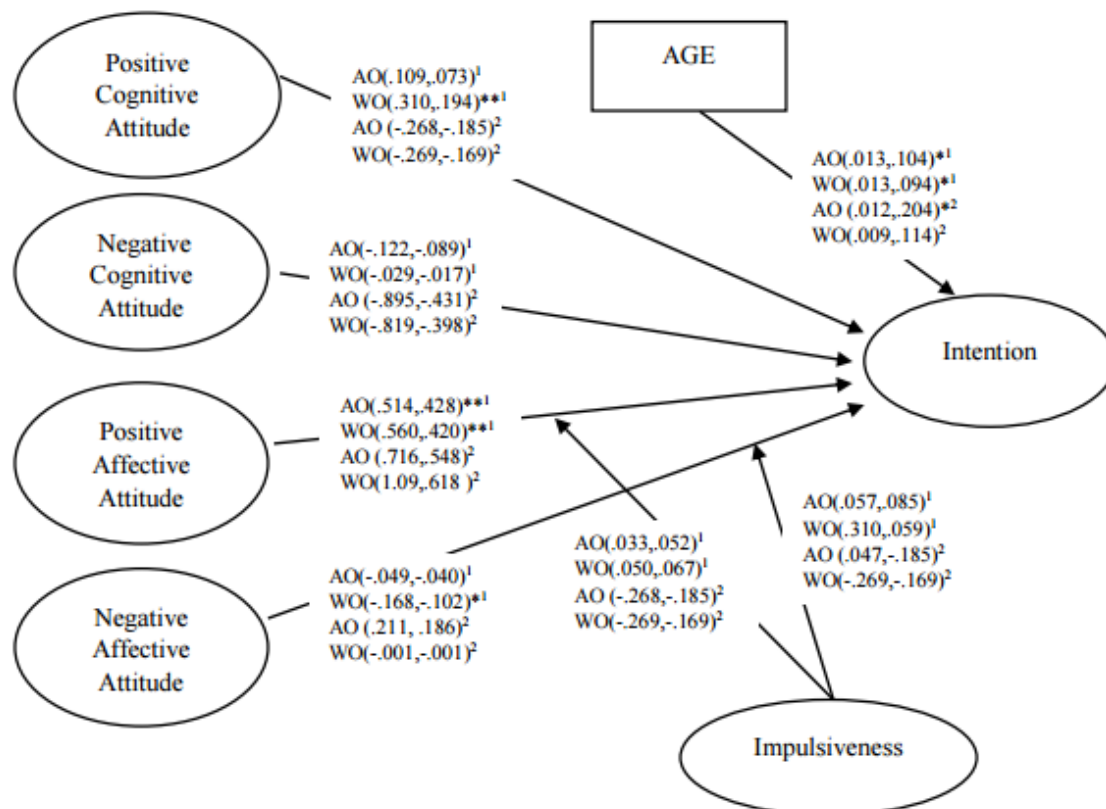 Positive
Cognitive
Attitude
AO(.109,.073)¹
WO(.310,.194)**¹
AO (-.268,-.185)²
WO(-.269,-.169)²
AGE
AO(.013,.104)*¹
WO(.013,.094)*¹
AO (.012,.204)*²
WO(.009,.114)²
Negative
Cognitive
Attitude
AO(-.122,-.089)¹
WO(-.029,-.017)¹
AO (-.895,-.431)²
WO(-.819,-.398)²
Intention
Positive
Affective
Attitude
AO(.514,.428)**¹
WO(.560,.420)**¹
AO (.716,.548)²
WO(1.09,.618 )²
Negative
Affective
Attitude
AO(-.049,-.040)¹
WO(-.168,-.102)*¹
AO (.211, .186)²
WO(-.001,-.001)²
AO(.033,.052)¹
WO(.050,.067)¹
AO (-.268,-.185)²
WO(-.269,-.169)²
AO(.057,.085)¹
WO(.310,.059)¹
AO (.047,-.185)²
WO(-.269,-.169)²
Impulsiveness